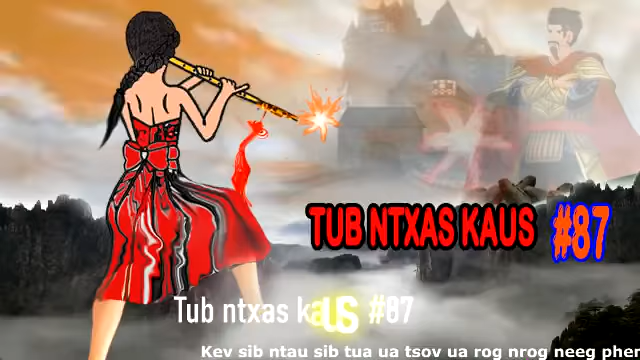 TUB NTXAS KAUS #87
Tub ntxas kaus #87
Kev sib ntau sib tua ua tsov ua rog nrog neeg pher